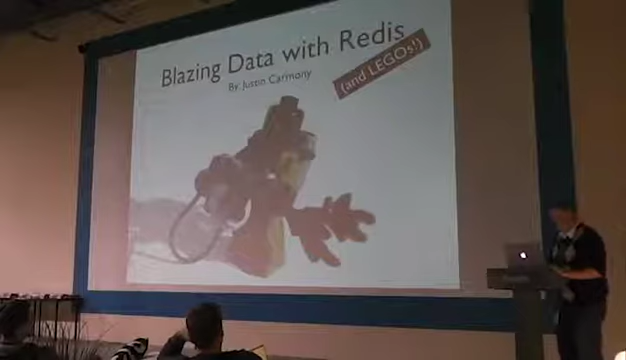 Blazing Data with Redis
(and LEGOs!)
By: Justin Carmony